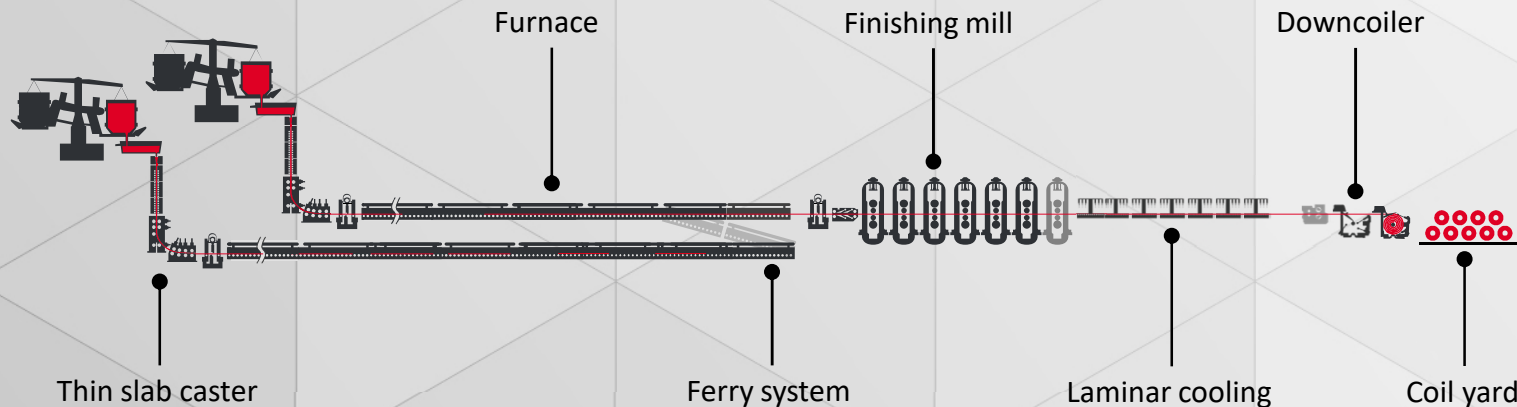 Furnace
Finishing mill
Downcoiler
Thin slab caster
Ferry system
Laminar cooling
Coil yard